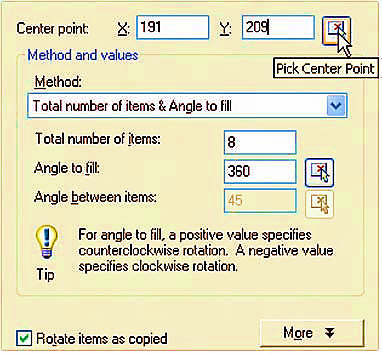 Center point: X: 191 Y: 209
Pick Center Point
Method and values
Method:
Total number of items & Angle to fill
Total number of items: 8
Angle to fill: 360
Angle between items: 45
For angle to fill, a positive value specifies
counterclockwise rotation. A negative value
specifies clockwise rotation.
Tip
Rotate items as copied
More